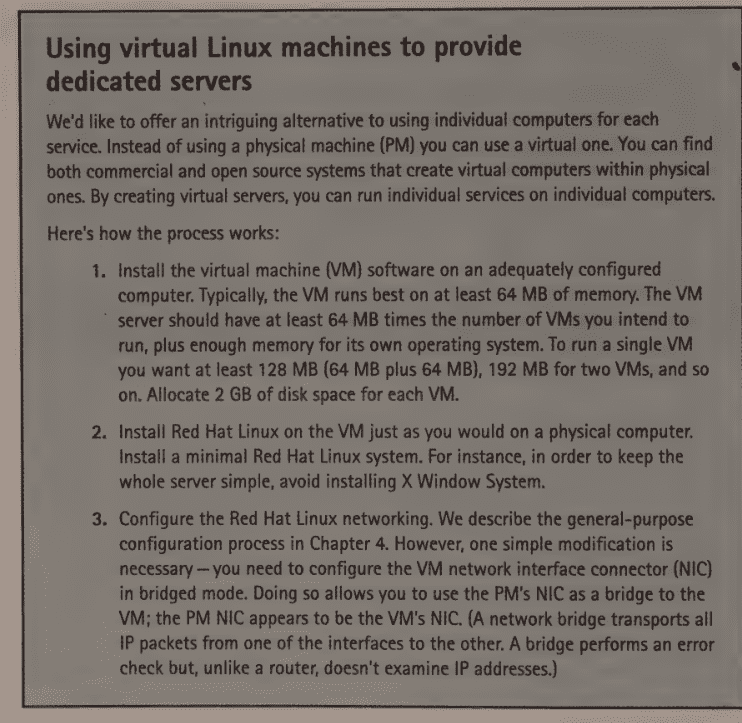 Using virtual Linux machines to provide
dedicated servers
We'd like to offer an intriguing alternative to using individual computers for each
service. Instead of using a physical machine (PM) you can use a virtual one. You can find
both commercial and open source systems that create virtual computers within physical
ones. By creating virtual servers, you can run individual services on individual computers.
Here's how the process works:
1. Install the virtual machine (VM) software on an adequately configured
computer. Typically, the VM runs best on at least 64 MB of memory. The VM
server should have at least 64 MB times the number of VMs you intend to
run, plus enough memory for its own operating system. To run a single VM
you want at least 128 MB (64 MB plus 64 MB), 192 MB for two VMs, and so
on. Allocate 2 GB of disk space for each VM.
2. Install Red Hat Linux on the VM just as you would on a physical computer.
Install a minimal Red Hat Linux system. For instance, in order to keep the
whole server simple, avoid installing X Window System.
3. Configure the Red Hat Linux networking. We describe the general-purpose
configuration process in Chapter 4. However, one simple modification is
necessary — you need to configure the VM network interface connector (NIC)
in bridged mode. Doing so allows you to use the PM's NIC as a bridge to the
VM; the PM NIC appears to be the VM's NIC. (A network bridge transports all
IP packets from one of the interfaces to the other. A bridge performs an error
check but, unlike a router, doesn't examine IP addresses.)